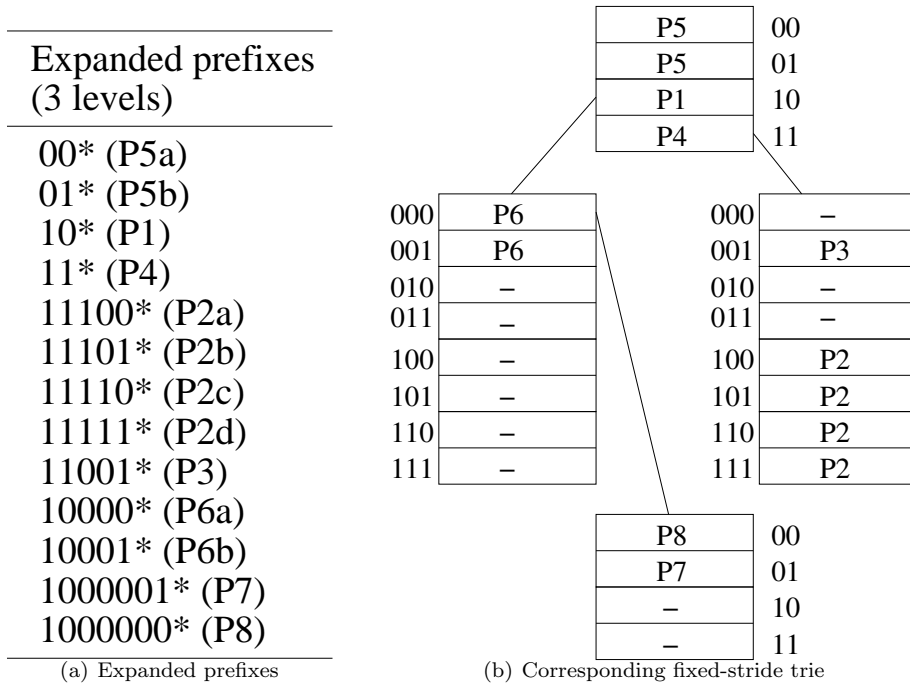 Expanded prefixes
(3 levels)
00* (P5a)
01* (P5b)
10* (P1)
11* (P4)
11100* (P2a)
11101* (P2b)
11110* (P2c)
11111* (P2d)
11001* (P3)
10000* (P6a)
10001* (P6b)
1000001* (P7)
1000000* (P8)
(a) Expanded prefixes
P5 00
P5 01
P1 10
P4 11
000 P6
001 P6
010 –
011 –
100 –
101 –
110 –
111 –
000 –
001 P3
010 –
011 –
100 P2
101 P2
110 P2
111 P2
P8 00
P7 01
– 10
– 11
(b) Corresponding fixed-stride trie